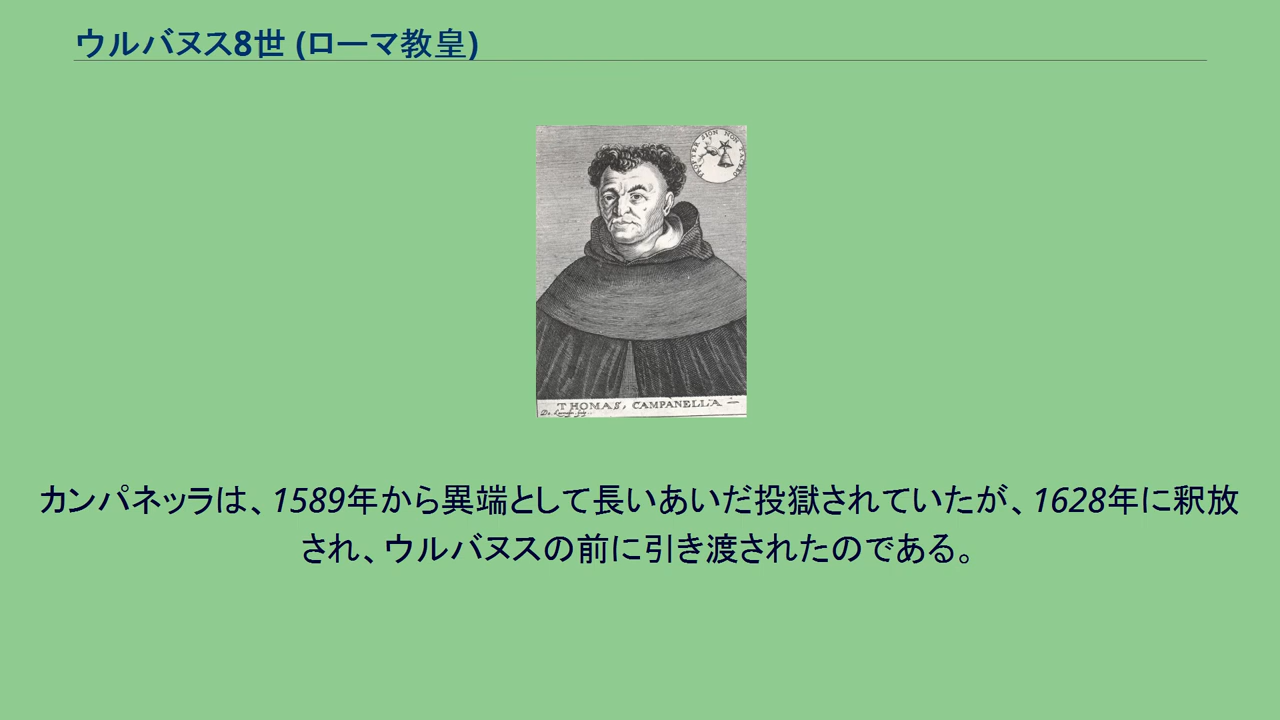 ウルバヌス8世 (ローマ教皇)
THOMAS, CAMPANELLA
カンパネッラは、1589年から異端として長いあいだ投獄されていたが、1628年に釈放
され、ウルバヌスの前に引き渡されたのである。